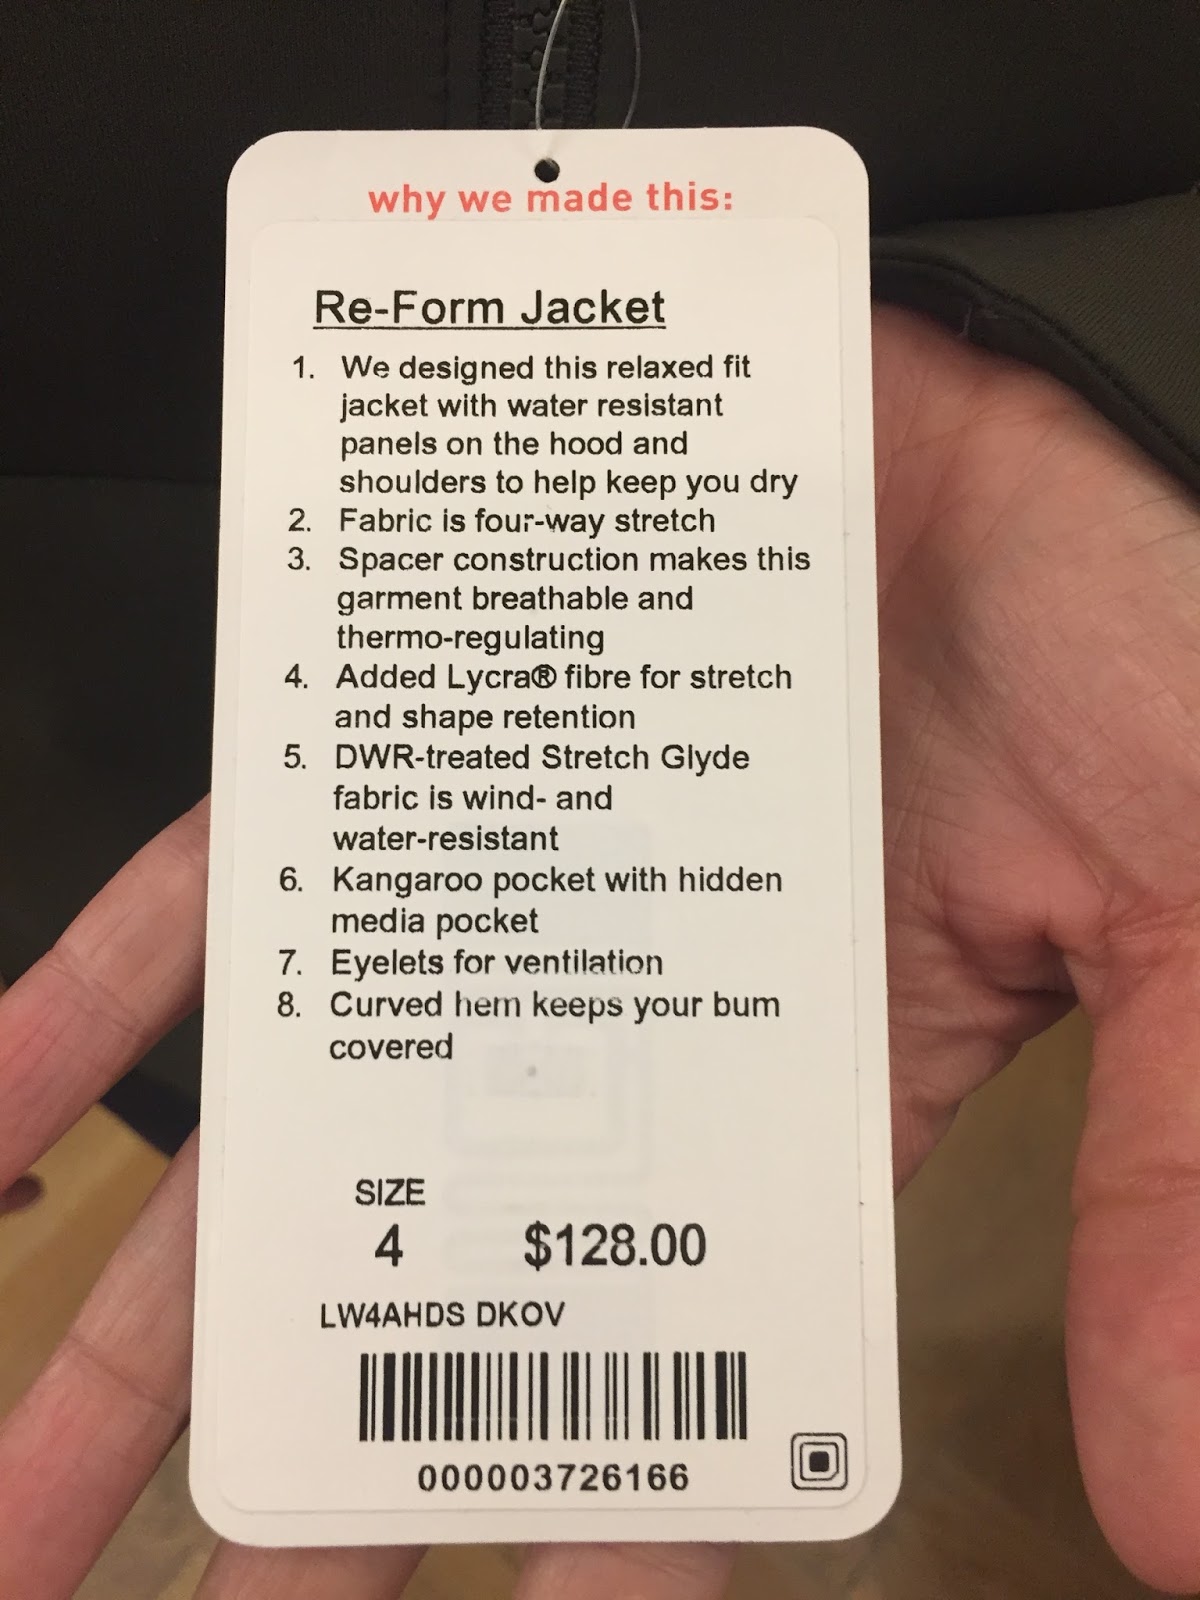 why we made this:
Re-Form Jacket
1. We designed this relaxed fit
jacket with water resistant
panels on the hood and
shoulders to help keep you dry
2. Fabric is four-way stretch
3. Spacer construction makes this
garment breathable and
thermo-regulating
4. Added Lycra® fibre for stretch
and shape retention
5. DWR-treated Stretch Glyde
fabric is wind- and
water-resistant
6. Kangaroo pocket with hidden
media pocket
7. Eyelets for ventilation
8. Curved hem keeps your bum
covered
SIZE
4 $128.00
LW4AHDS DKOV
000003726166